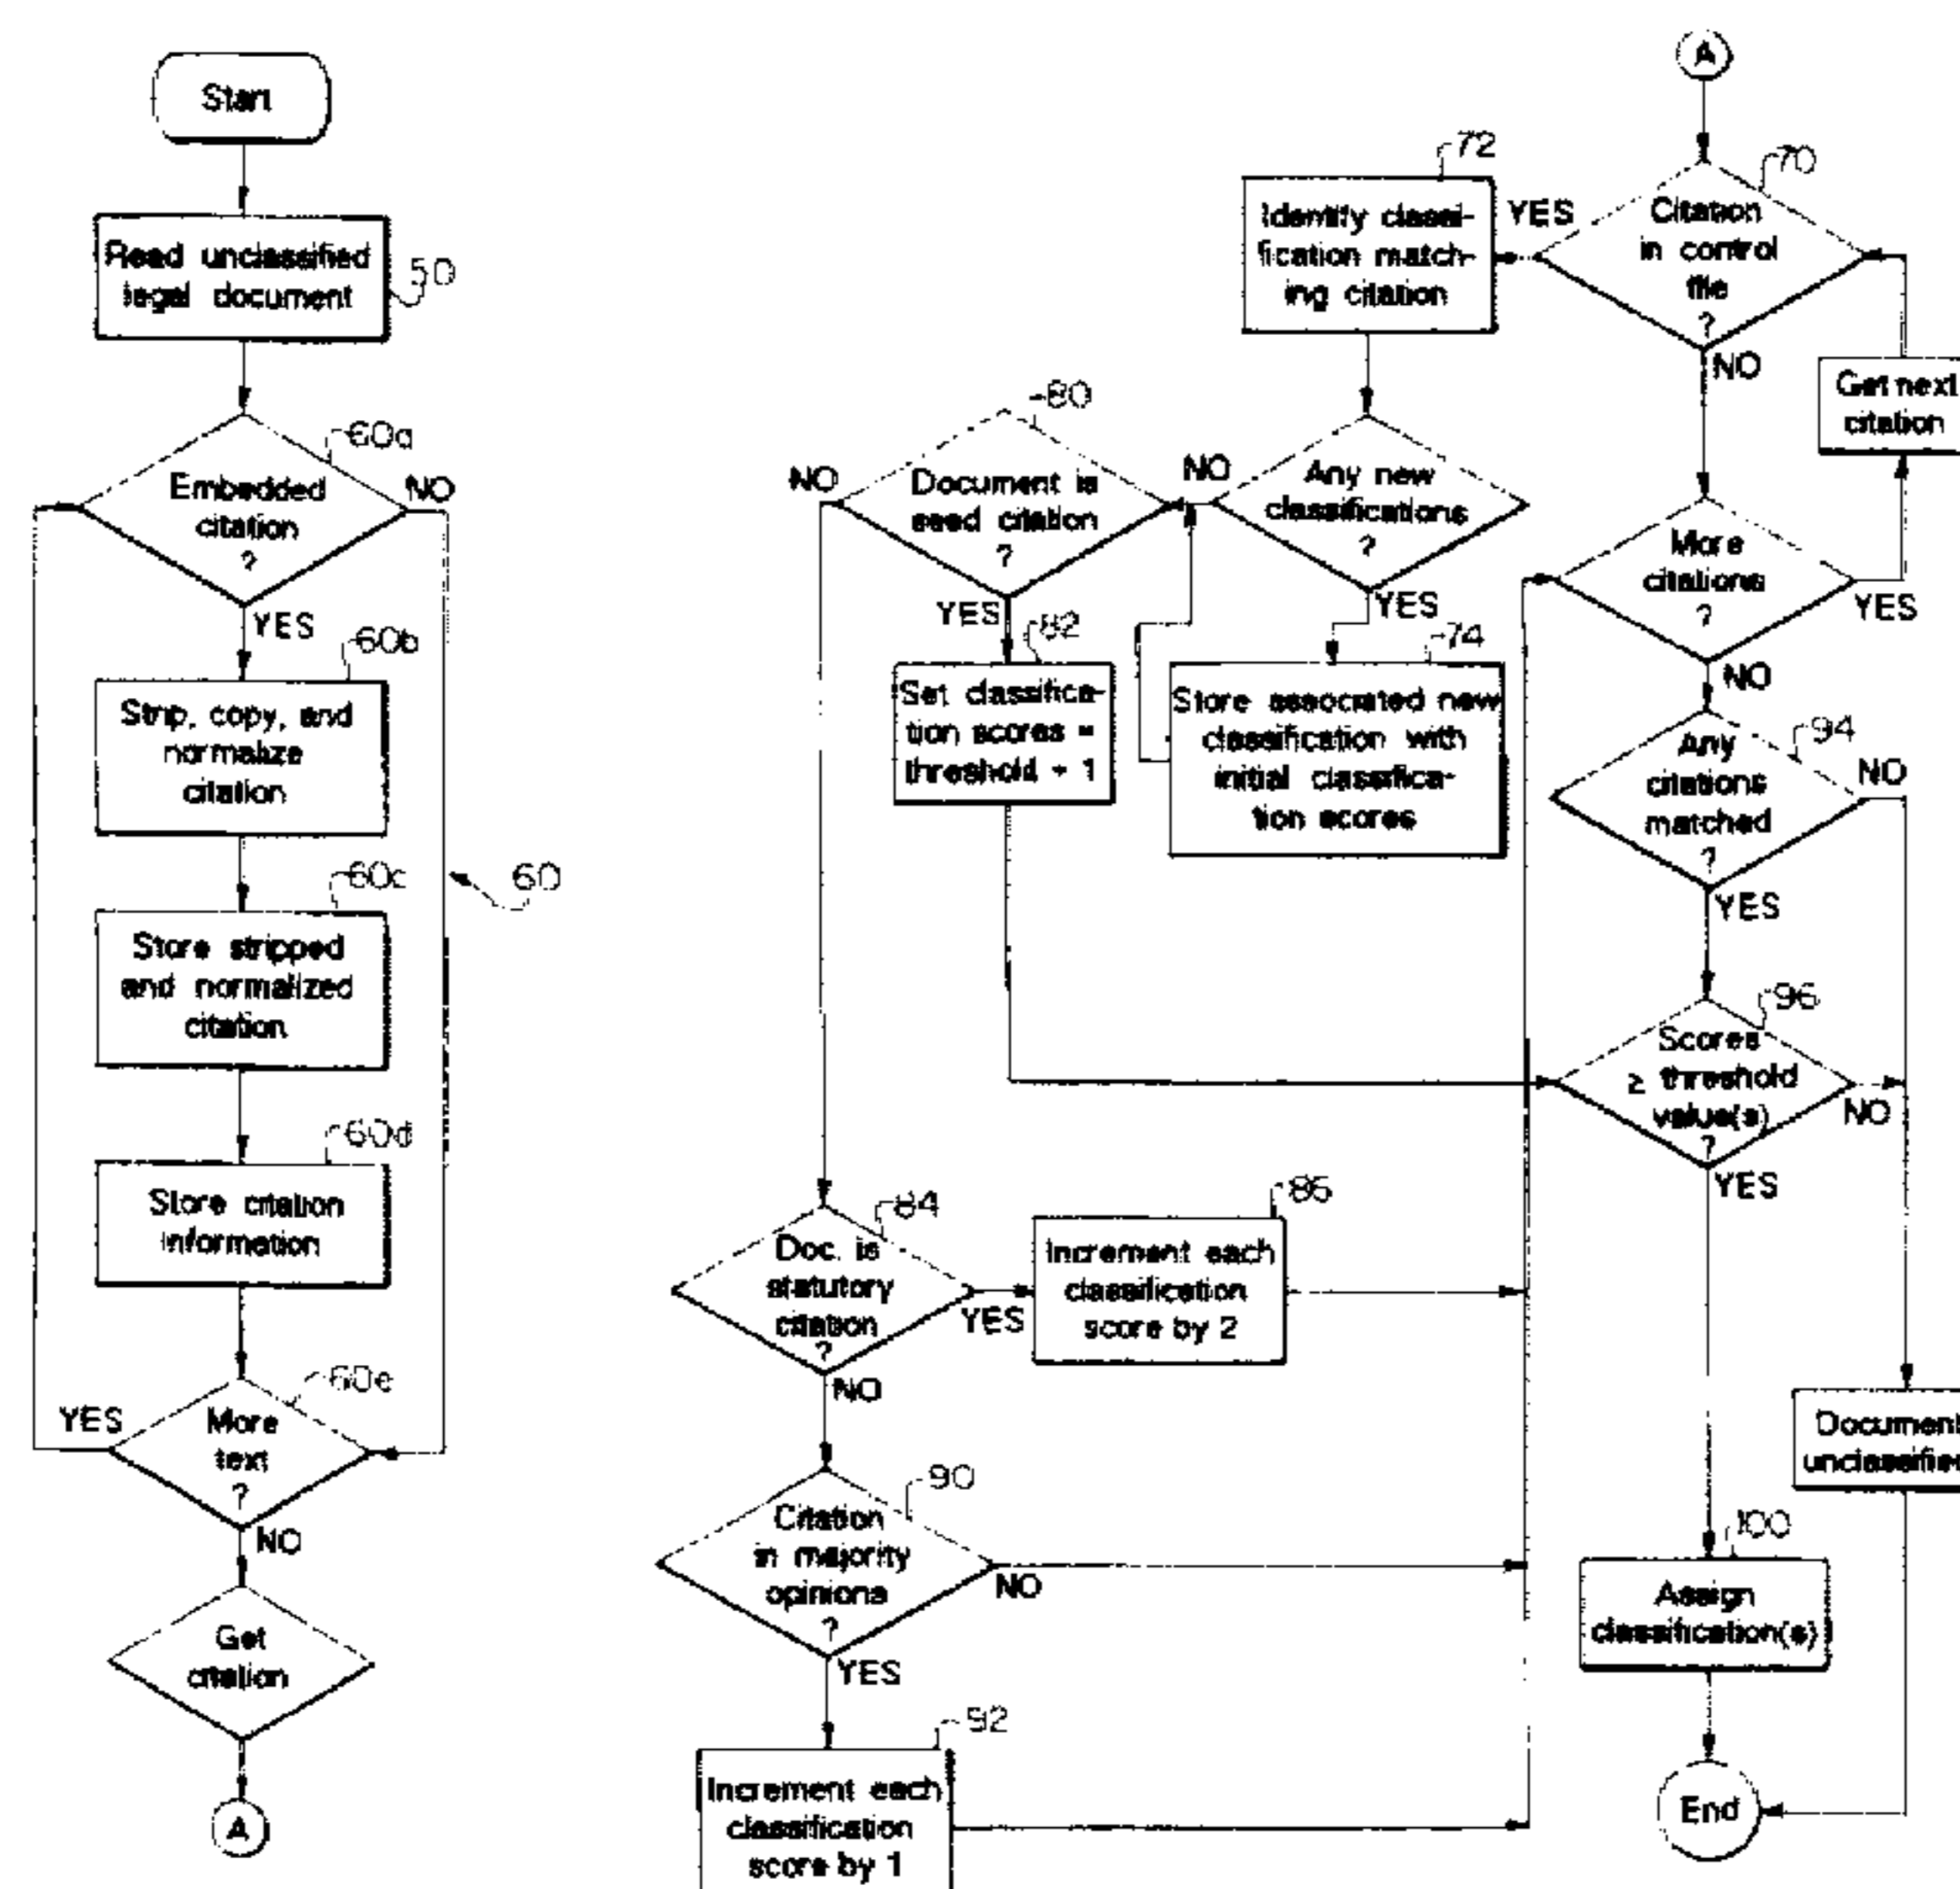 Start
Read unclassified
legal document
50
60a
Embedded
citation
?
NO
YES
60b
Strip, copy, and
normalize
citation
60c
60
Store stripped
and normalized
citation
60d
Store citation
information
60e
YES
More
text
?
NO
Get
citation
A
A
70
Citation
in control
file
?
YES
NO
72
Identify classi-
fication match-
ing citation
Get next
citation
80
NO
Document is
seed citation
?
YES
NO
Any new
classifications
?
YES
More
citations
?
YES
NO
82
Set classifica-
tion scores =
threshold + 1
74
Store associated new
classification with
initial classifica-
tion scores
94
Any
citations
matched
?
NO
YES
96
Scores
≥ threshold
value(s)
?
NO
YES
84
Doc. is
statutory
citation
?
YES
NO
86
Increment each
classification
score by 2
Document
unclassified
90
Citation
in majority
opinions
?
NO
YES
100
Assign
classification(s)
92
Increment each
classification
score by 1
End